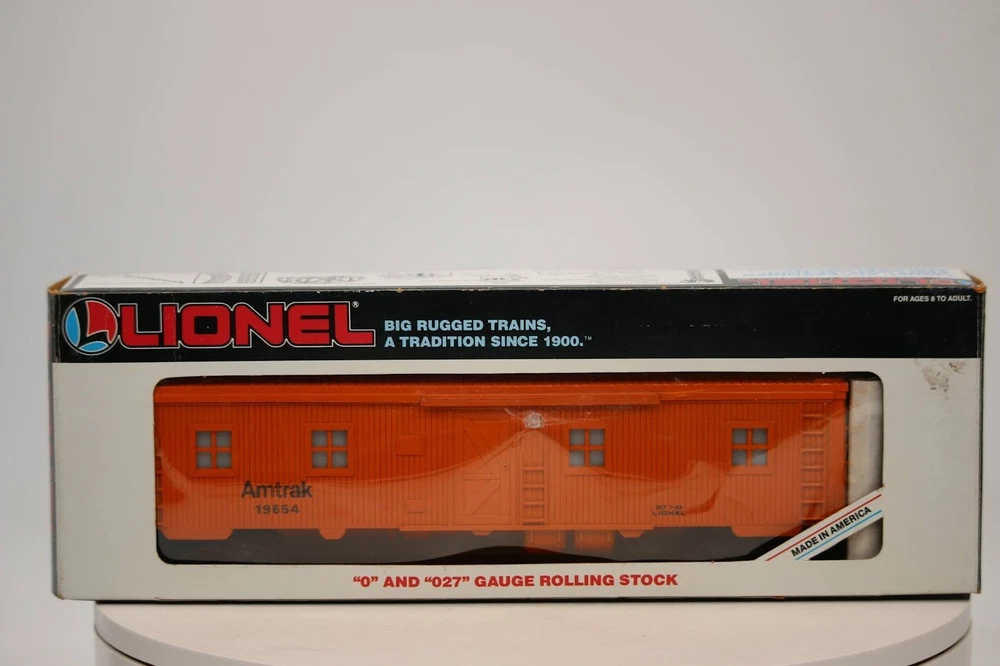 LIONEL®
BIG RUGGED TRAINS,
A TRADITION SINCE 1900.™
FOR AGES 8 TO ADULT.
Amtrak
19654
LIONEL
MADE IN AMERICA
"O" AND "027" GAUGE ROLLING STOCK